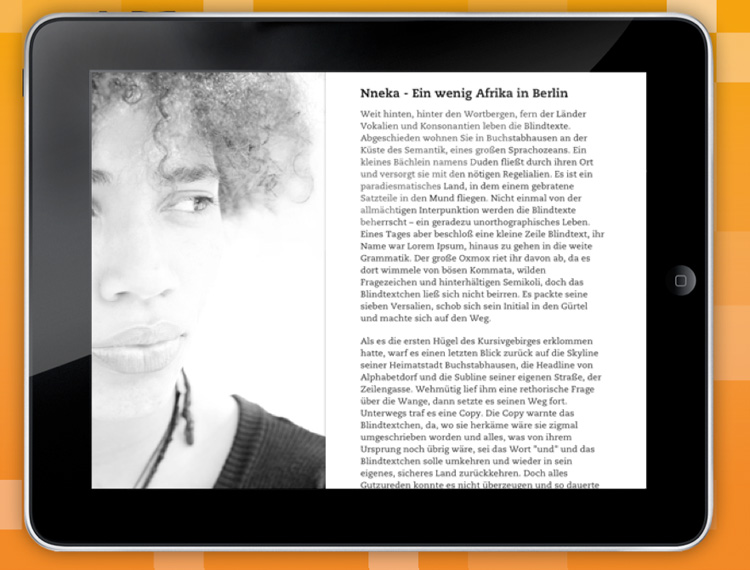 Nneka - Ein wenig Afrika in Berlin
Weit hinten, hinter den Wortbergen, fern der Länder
Vokalien und Konsonantien leben die Blindtexte.
Abgeschieden wohnen Sie in Buchstabhausen an der
Küste des Semantik, eines großen Sprachozeans. Ein
kleines Bächlein namens Duden fließt durch ihren Ort
und versorgt sie mit den nötigen Regelialien. Es ist ein
paradiesmatisches Land, in dem einem gebratene
Satzteile in den Mund fliegen. Nicht einmal von der
allmächtigen Interpunktion werden die Blindtexte
beherrscht – ein geradezu unorthographisches Leben.
Eines Tages aber beschloß eine kleine Zeile Blindtext, ihr
Name war Lorem Ipsum, hinaus zu gehen in die weite
Grammatik. Der große Oxmox riet ihr davon ab, da es
dort wimmele von bösen Kommata, wilden
Fragezeichen und hinterhältigen Semikoli, doch das
Blindtextchen ließ sich nicht beirren. Es packte seine
sieben Versalien, schob sich sein Initial in den Gürtel
und machte sich auf den Weg.
Als es die ersten Hügel des Kursivgebirges erklommen
hatte, warf es einen letzten Blick zurück auf die Skyline
seiner Heimatstadt Buchstabhausen, die Headline von
Alphabetdorf und die Subline seiner eigenen Straße, der
Zeilengasse. Wehmütig lief ihm eine rethorische Frage
über die Wange, dann setzte es seinen Weg fort.
Unterwegs traf es eine Copy. Die Copy warnte das
Blindtextchen, da, wo sie herkäme wäre sie zigmal
umgeschrieben worden und alles, was von ihrem
Ursprung noch übrig wäre, sei das Wort "und" und das
Blindtextchen solle umkehren und wieder in sein
eigenes, sicheres Land zurückkehren. Doch alles
Gutzureden konnte es nicht überzeugen und so dauerte